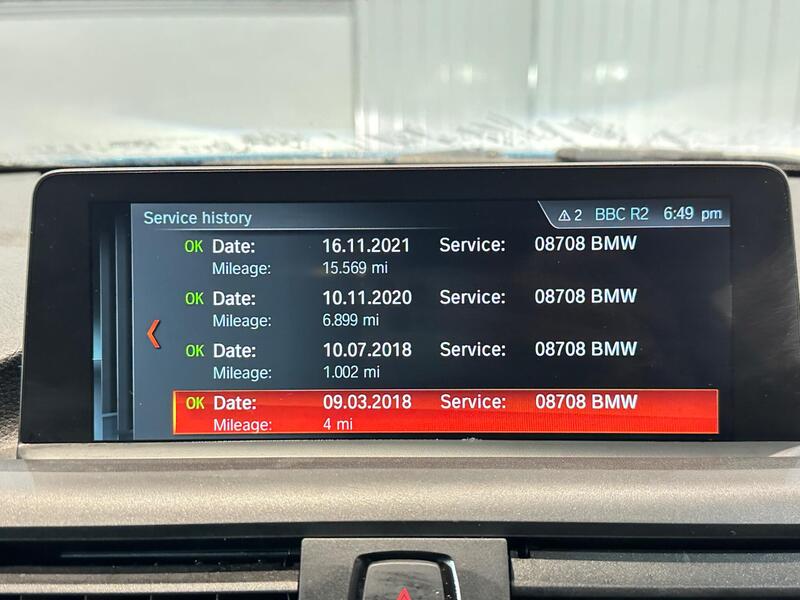 Service history ⚠ 2 BBC R2 6:49 pm
OK Date: 16.11.2021 Service: 08708 BMW
Mileage: 15.569 mi
OK Date: 10.11.2020 Service: 08708 BMW
Mileage: 6.899 mi
OK Date: 10.07.2018 Service: 08708 BMW
Mileage: 1.002 mi
OK Date: 09.03.2018 Service: 08708 BMW
Mileage: 4 mi